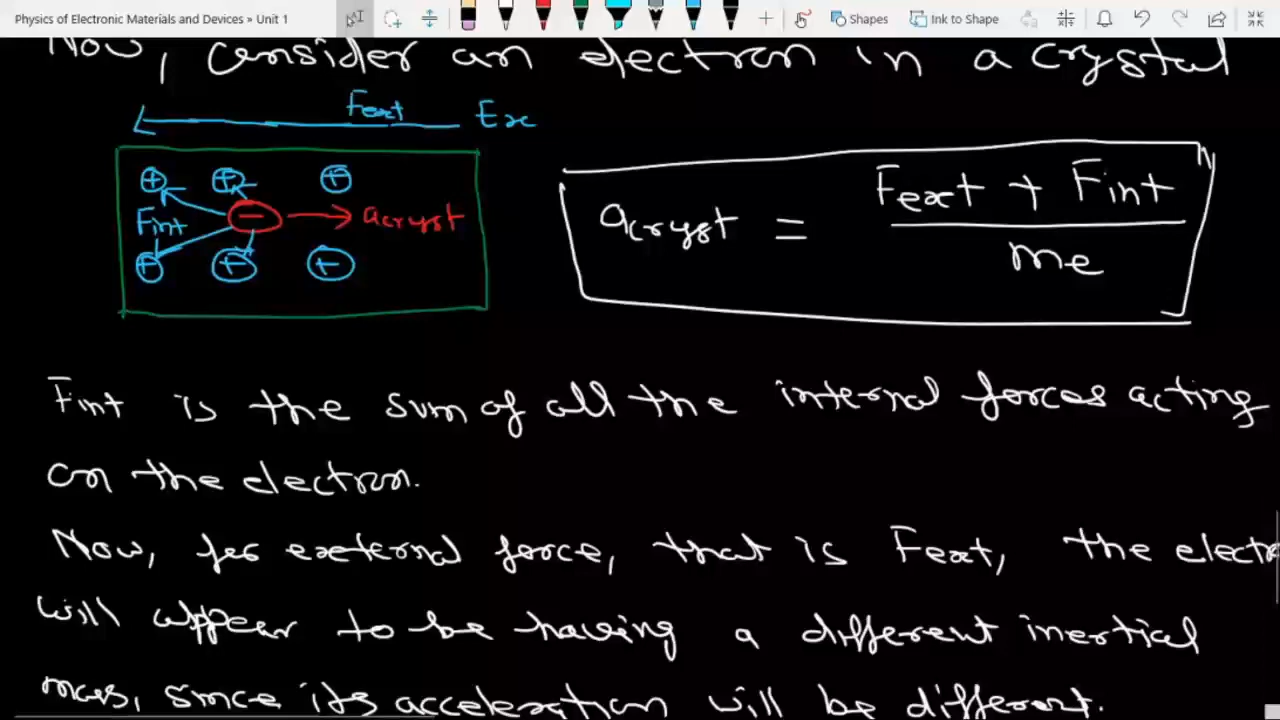 Physics of Electronic Materials and Devices » Unit 1
Shapes
Ink to Shape
Now, consider an electron in a crystal
Fext Ex
+ + +
Fint − acryst
+ + +
acryst = Fext + Fint
me
Fint is the sum of all the internal forces acting
on the electron.
Now, for external force, that is Fext, the electr
will appear to be having a different inertial
mass, since its acceleration will be different.